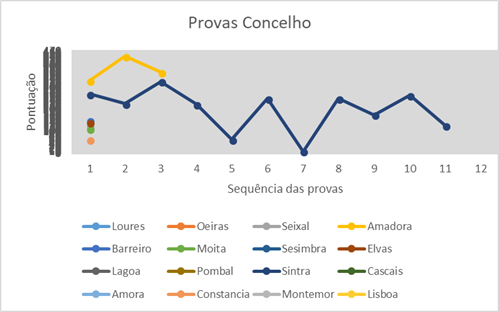 Provas Concelho
Pontuação
1 2 3 4 5 6 7 8 9 10 11 12
Sequência das provas
Loures Oeiras Seixal Amadora
Barreiro Moita Sesimbra Elvas
Lagoa Pombal Sintra Cascais
Amora Constancia Montemor Lisboa